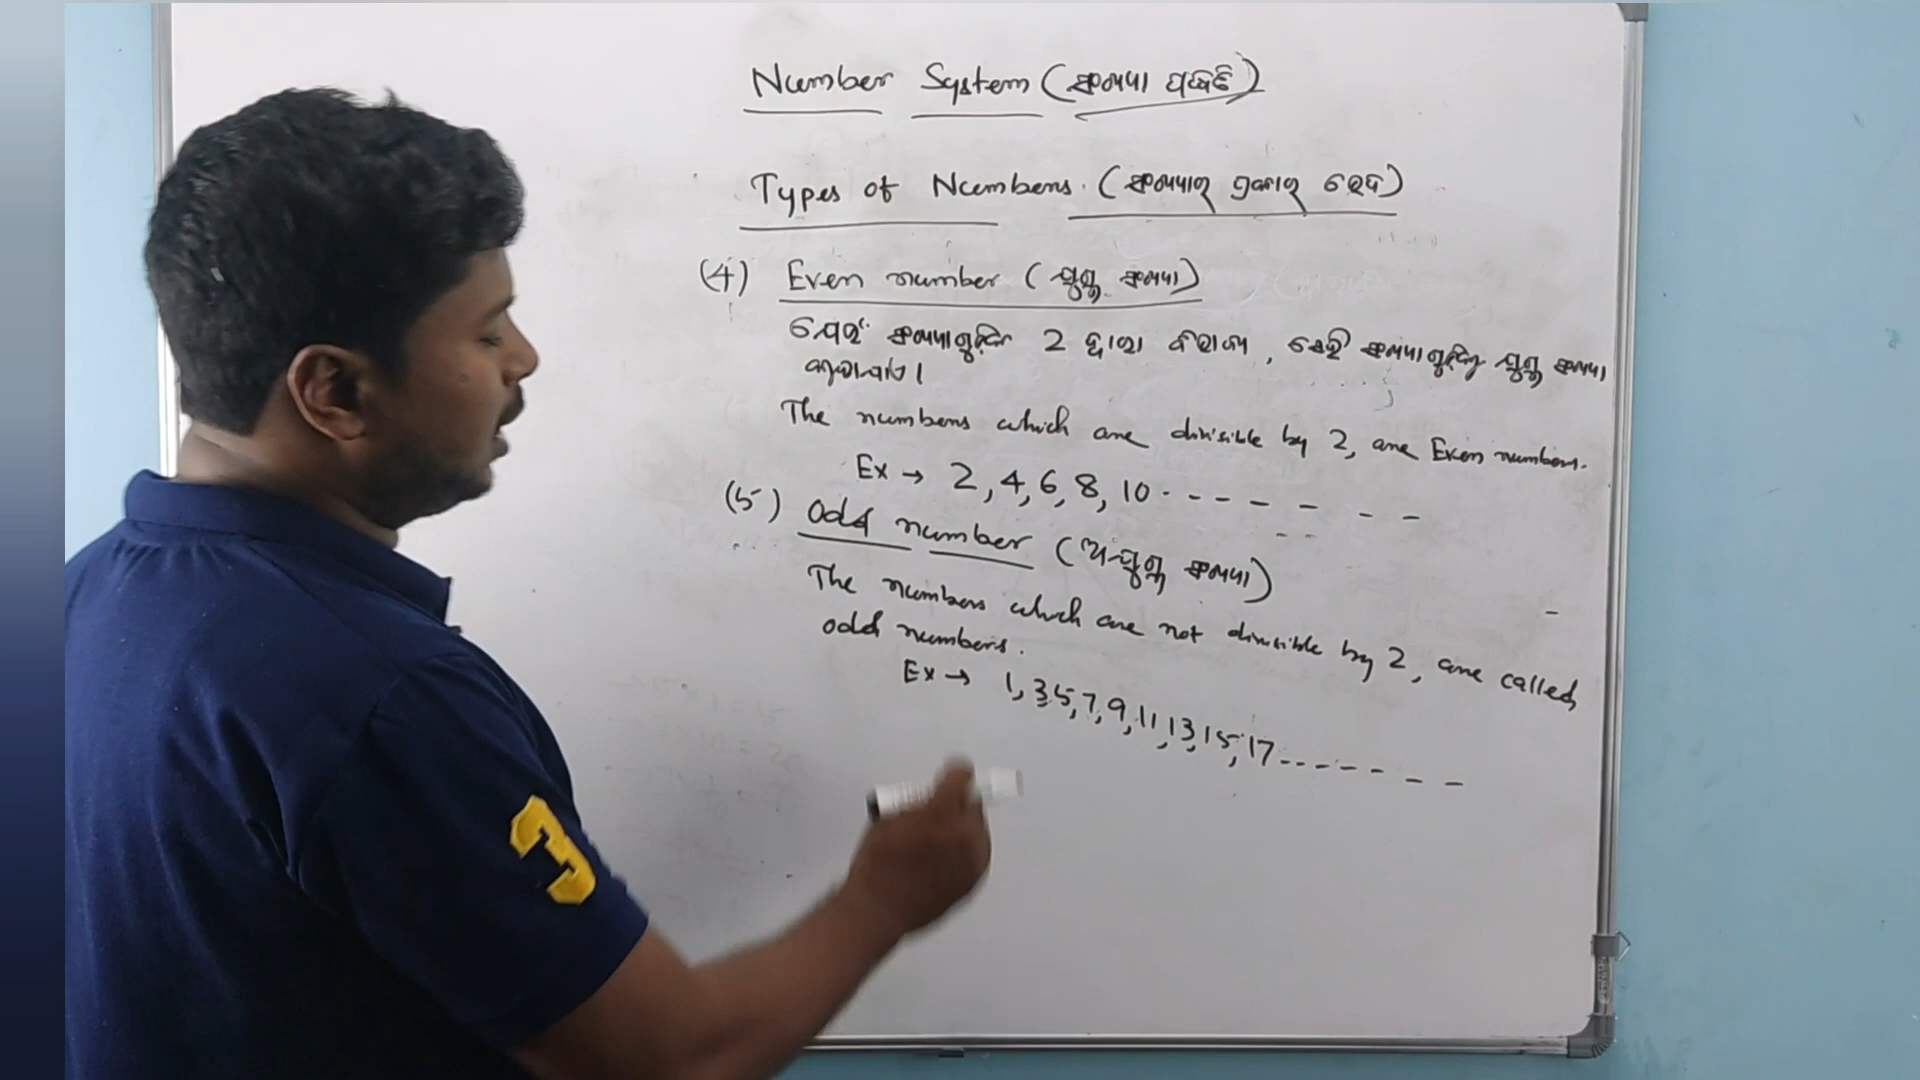 Number System (ସଂଖ୍ୟା ପଦ୍ଧତି)
Types of Numbers. (ସଂଖ୍ୟାର ପ୍ରକାର ଭେଦ)
(4) Even number (ଯୁଗ୍ମ ସଂଖ୍ୟା)
ଯେଉଁ ସଂଖ୍ୟାଗୁଡ଼ିକ 2 ଦ୍ୱାରା ବିଭାଜ୍ୟ, ସେହି ସଂଖ୍ୟାଗୁଡ଼ିକୁ ଯୁଗ୍ମ ସଂଖ୍ୟା
କୁହାଯାଏ।
The numbers which are divisible by 2, are Even numbers.
Ex → 2, 4, 6, 8, 10 - - - - - - -
(5) Odd number (ଅଯୁଗ୍ମ ସଂଖ୍ୟା)
The numbers which are not divisible by 2, are called
odd numbers.
Ex → 1, 3, 5, 7, 9, 11, 13, 15, 17 - - - - - - -
3